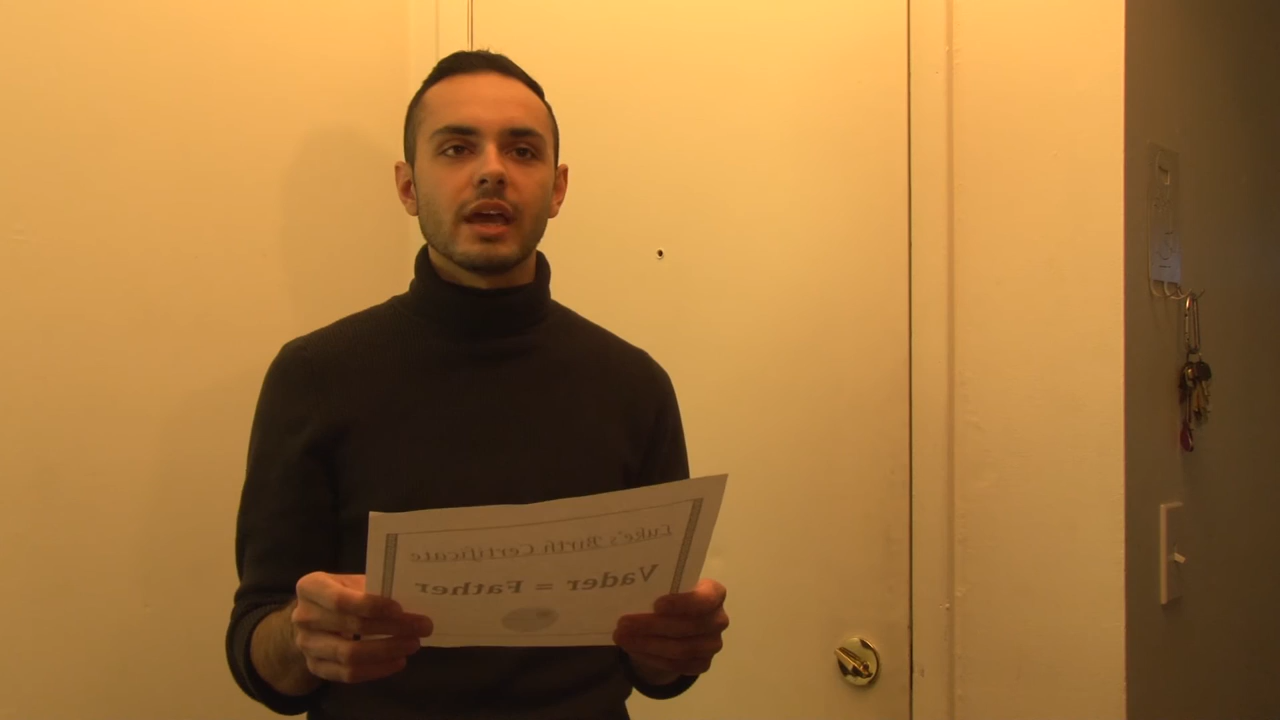 Luke's Birth Certificate
Vader = Father